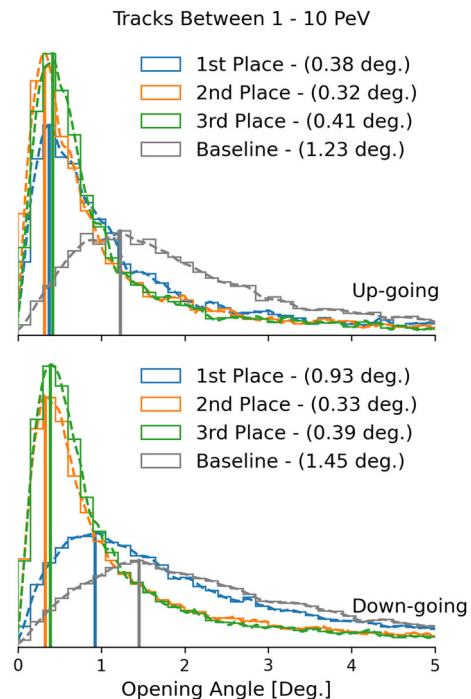 Tracks Between 1 - 10 PeV
1st Place - (0.38 deg.)
2nd Place - (0.32 deg.)
3rd Place - (0.41 deg.)
Baseline - (1.23 deg.)
Up-going
1st Place - (0.93 deg.)
2nd Place - (0.33 deg.)
3rd Place - (0.39 deg.)
Baseline - (1.45 deg.)
Down-going
0 1 2 3 4 5
Opening Angle [Deg.]